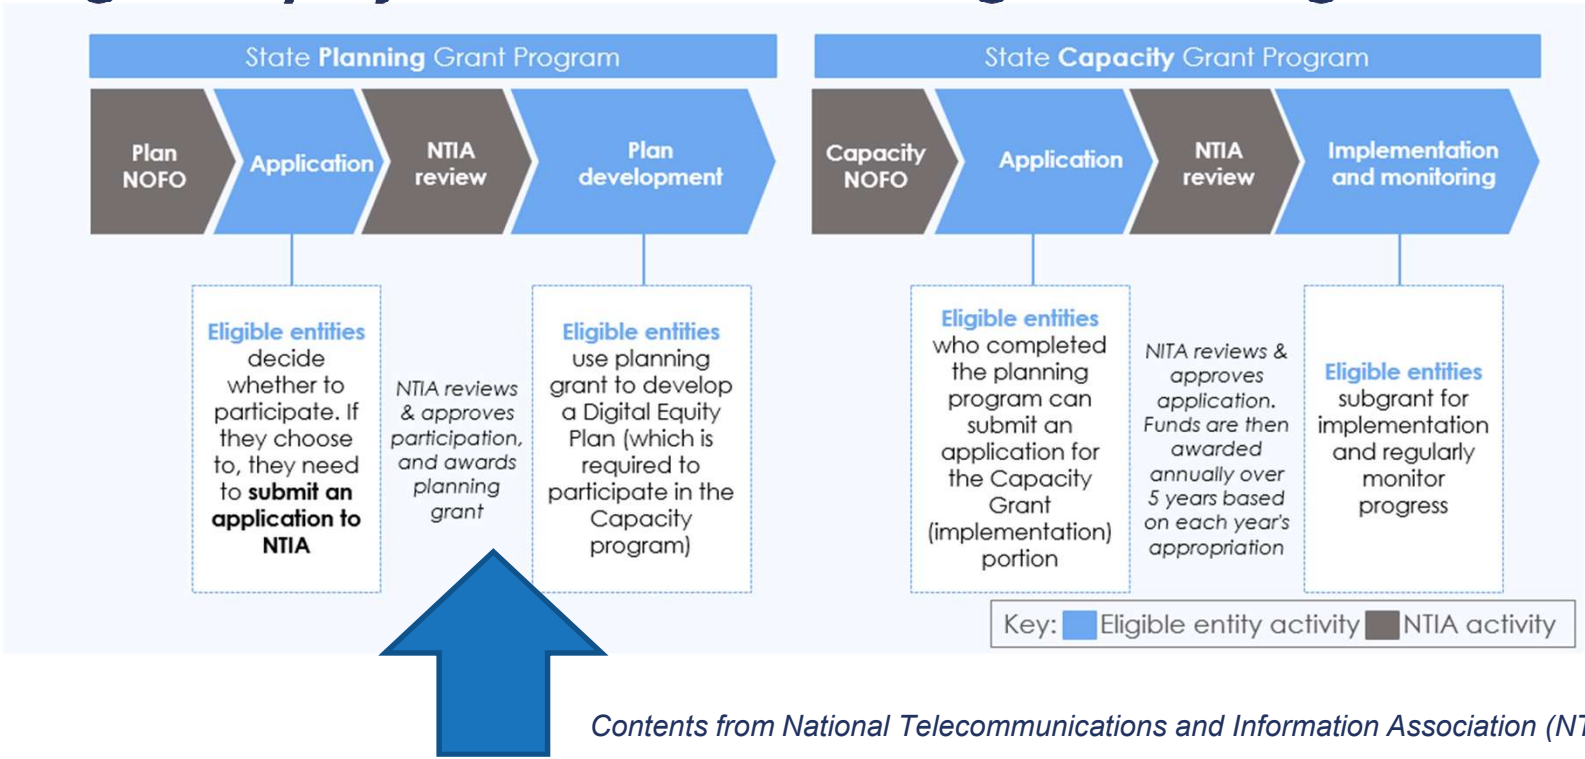 State Planning Grant Program
Plan
NOFO
Application
NTIA
review
Plan
development
Eligible entities
decide
whether to
participate. If
they choose
to, they need
to submit an
application to
NTIA
NTIA reviews
& approves
participation,
and awards
planning
grant
Eligible entities
use planning
grant to develop
a Digital Equity
Plan (which is
required to
participate in the
Capacity
program)
State Capacity Grant Program
Capacity
NOFO
Application
NTIA
review
Implementation
and monitoring
Eligible entities
who completed
the planning
program can
submit an
application for
the Capacity
Grant
(implementation)
portion
NITA reviews &
approves
application.
Funds are then
awarded
annually over
5 years based
on each year's
appropriation
Eligible entities
subgrant for
implementation
and regularly
monitor
progress
Key: Eligible entity activity NTIA activity
Contents from National Telecommunications and Information Association (NT